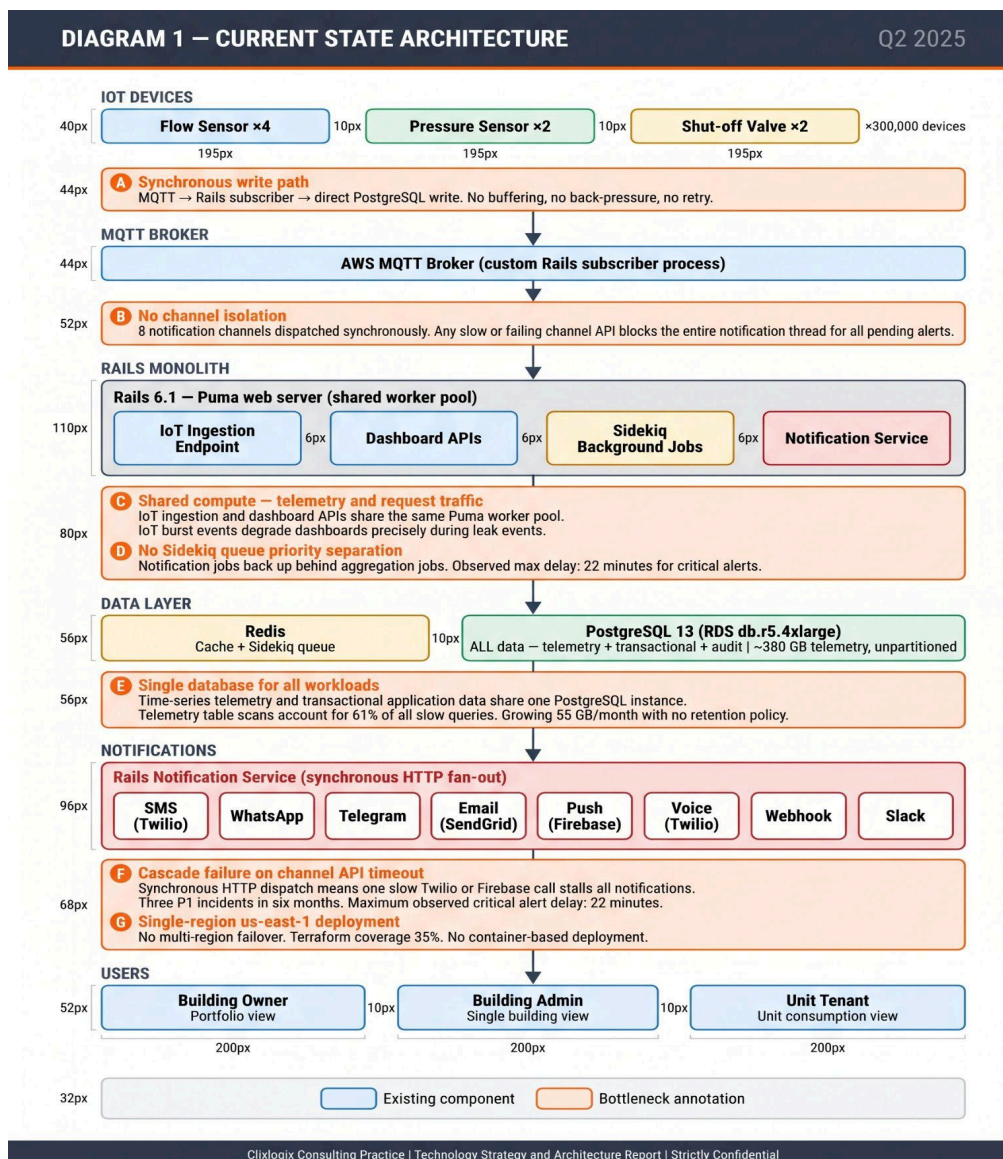 DIAGRAM 1 — CURRENT STATE ARCHITECTURE
Q2 2025
IOT DEVICES
40px
Flow Sensor ×4
10px
Pressure Sensor ×2
10px
Shut-off Valve ×2
×300,000 devices
195px
195px
195px
44px
A Synchronous write path
MQTT → Rails subscriber → direct PostgreSQL write. No buffering, no back-pressure, no retry.
MQTT BROKER
44px
AWS MQTT Broker (custom Rails subscriber process)
52px
B No channel isolation
8 notification channels dispatched synchronously. Any slow or failing channel API blocks the entire notification thread for all pending alerts.
RAILS MONOLITH
110px
Rails 6.1 — Puma web server (shared worker pool)
IoT Ingestion
Endpoint
6px
Dashboard APIs
6px
Sidekiq
Background Jobs
6px
Notification Service
80px
C Shared compute — telemetry and request traffic
IoT ingestion and dashboard APIs share the same Puma worker pool.
IoT burst events degrade dashboards precisely during leak events.
D No Sidekiq queue priority separation
Notification jobs back up behind aggregation jobs. Observed max delay: 22 minutes for critical alerts.
DATA LAYER
56px
Redis
Cache + Sidekiq queue
10px
PostgreSQL 13 (RDS db.r5.4xlarge)
ALL data — telemetry + transactional + audit | ~380 GB telemetry, unpartitioned
56px
E Single database for all workloads
Time-series telemetry and transactional application data share one PostgreSQL instance.
Telemetry table scans account for 61% of all slow queries. Growing 55 GB/month with no retention policy.
NOTIFICATIONS
96px
Rails Notification Service (synchronous HTTP fan-out)
SMS
(Twilio)
WhatsApp
Telegram
Email
(SendGrid)
Push
(Firebase)
Voice
(Twilio)
Webhook
Slack
68px
F Cascade failure on channel API timeout
Synchronous HTTP dispatch means one slow Twilio or Firebase call stalls all notifications.
Three P1 incidents in six months. Maximum observed critical alert delay: 22 minutes.
G Single-region us-east-1 deployment
No multi-region failover. Terraform coverage 35%. No container-based deployment.
USERS
52px
Building Owner
Portfolio view
10px
Building Admin
Single building view
10px
Unit Tenant
Unit consumption view
200px
200px
200px
32px
Existing component
Bottleneck annotation
Clixlogix Consulting Practice | Technology Strategy and Architecture Report | Strictly Confidential